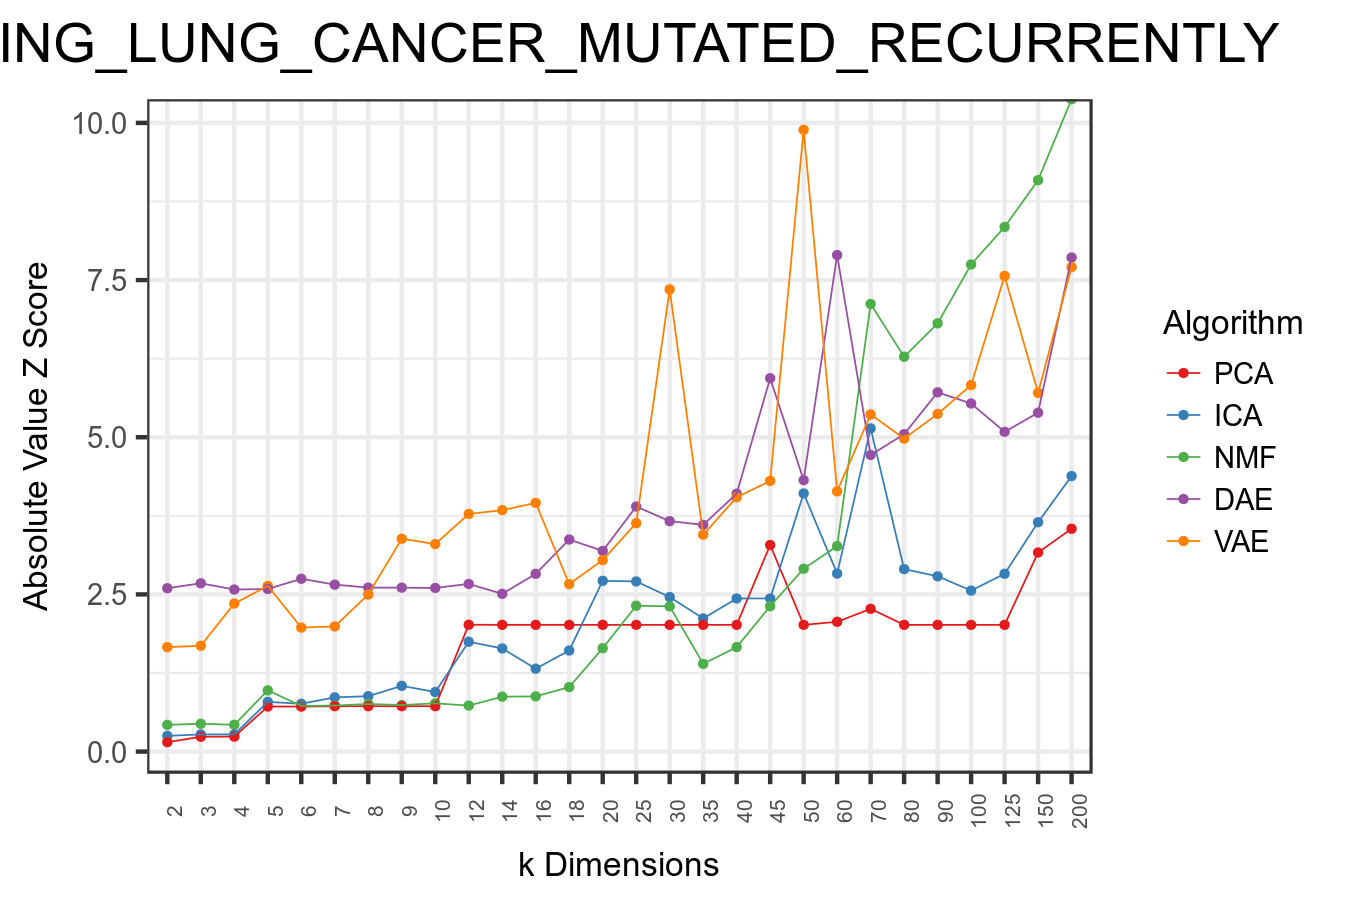 ING_LUNG_CANCER_MUTATED_RECURRENTLY
10.0
7.5
5.0
2.5
0.0
Absolute Value Z Score
2 3 4 5 6 7 8 9 10 12 14 16 18 20 25 30 35 40 45 50 60 70 80 90 100 125 150 200
k Dimensions
Algorithm
PCA
ICA
NMF
DAE
VAE